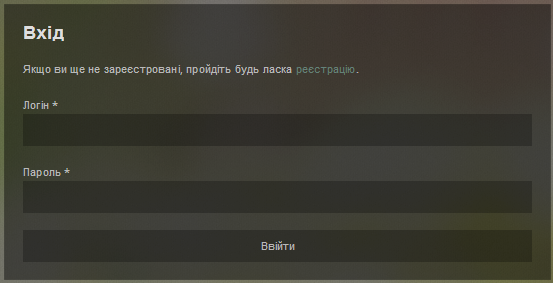 Вхід
Якщо ви ще не зареєстровані, пройдіть будь ласка реєстрацію.
Логін *
Пароль *
Ввійти